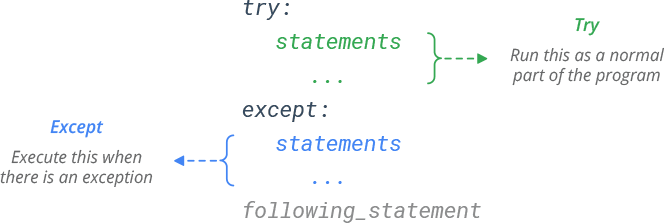 try:
statements
...
Try
Run this as a normal
part of the program
except:
statements
...
Except
Execute this when
there is an exception
following_statement